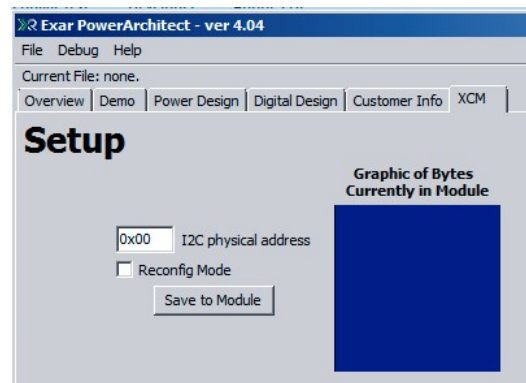 Exar PowerArchitect - ver 4.04
File Debug Help
Current File: none.
Overview Demo Power Design Digital Design Customer Info XCM
Setup
Graphic of Bytes
Currently in Module
0x00 I2C physical address
Reconfig Mode
Save to Module